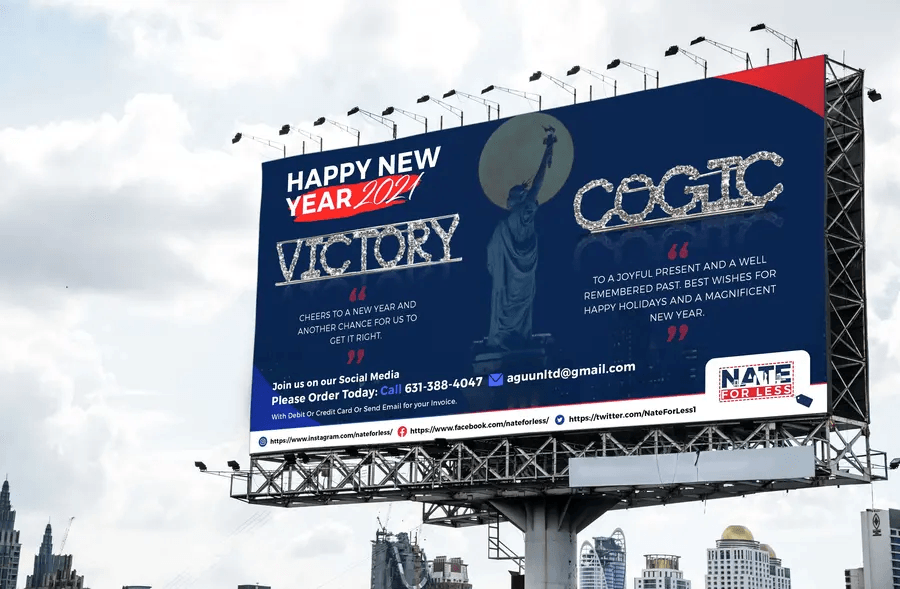 HAPPY NEW
YEAR 2021
VICTORY
COGIC
“
CHEERS TO A NEW YEAR AND
ANOTHER CHANCE FOR US TO
GET IT RIGHT.
”
“
TO A JOYFUL PRESENT AND A WELL
REMEMBERED PAST. BEST WISHES FOR
HAPPY HOLIDAYS AND A MAGNIFICENT
NEW YEAR.
”
Join us on our Social Media
Please Order Today: Call 631-388-4047 aguunltd@gmail.com
With Debit Or Credit Card Or Send Email for your Invoice.
NATE
FOR LESS
https://www.instagram.com/nateforless/ https://www.facebook.com/nateforless/ https://twitter.com/NateForLess1